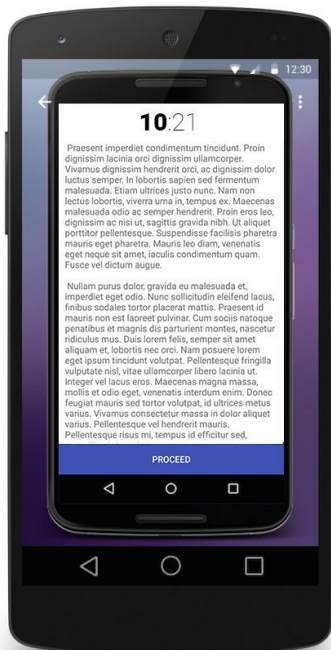 12:30
10:21
Praesent imperdiet condimentum tincidunt. Proin
dignissim lacinia orci dignissim ullamcorper.
Vivamus dignissim hendrerit orci, ac dignissim dolor
luctus semper. In lobortis sapien sed fermentum
malesuada. Etiam ultrices justo nunc. Nam non
lectus lobortis, viverra urna in, tempus ex. Maecenas
malesuada odio ac semper hendrerit. Proin eros leo,
dignissim ac nisi ut, sagittis gravida nibh. Ut aliquet
porttitor pellentesque. Suspendisse facilisis pharetra
mauris eget pharetra. Mauris leo diam, venenatis
eget neque sit amet, iaculis condimentum quam.
Fusce vel dictum augue.
Nullam purus dolor, gravida eu malesuada et,
imperdiet eget odio. Nunc sollicitudin eleifend lacus,
finibus sodales tortor placerat mattis. Praesent id
mauris non est laoreet pulvinar. Cum sociis natoque
penatibus et magnis dis parturient montes, nascetur
ridiculus mus. Duis lorem felis, semper sit amet
aliquam et, lobortis nec orci. Nam posuere lorem
eget ipsum tincidunt volutpat. Pellentesque fringilla
vulputate nisl, vitae ullamcorper libero lacinia ut.
Integer vel lacus eros. Maecenas magna massa,
mollis et odio eget, venenatis interdum enim. Donec
feugiat mauris sed tortor volutpat, id ultrices metus
varius. Vivamus consectetur massa in dolor aliquet
varius. Pellentesque vel hendrerit mauris.
Pellentesque risus mi, tempus id efficitur sed,
PROCEED